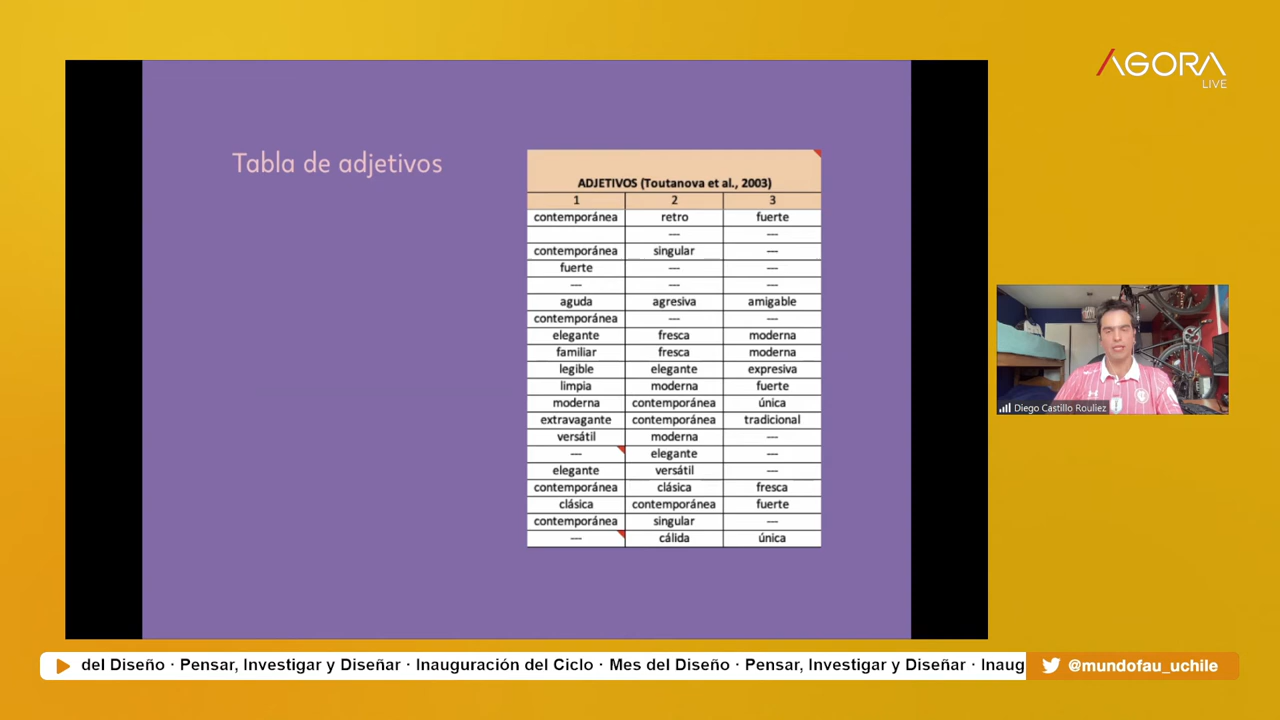 AGORA
LIVE
Tabla de adjetivos
ADJETIVOS (Toutanova et al., 2003)
1 2 3
contemporánea retro fuerte
--- ---
contemporánea singular ---
fuerte --- ---
--- --- ---
aguda agresiva amigable
contemporánea --- ---
elegante fresca moderna
familiar fresca moderna
legible elegante expresiva
limpia moderna fuerte
moderna contemporánea única
extravagante contemporánea tradicional
versátil moderna ---
--- elegante ---
elegante versátil ---
contemporánea clásica fresca
clásica contemporánea fuerte
contemporánea singular ---
--- cálida única
Diego Castillo Rouliez
del Diseño · Pensar, Investigar y Diseñar · Inauguración del Ciclo · Mes del Diseño · Pensar, Investigar y Diseñar · Inaug
@mundofau_uchile